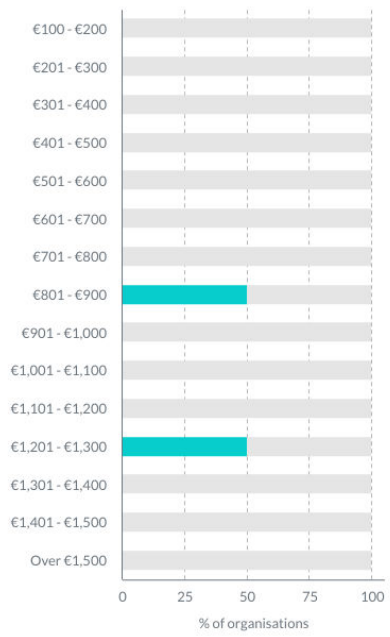 €100 - €200
€201 - €300
€301 - €400
€401 - €500
€501 - €600
€601 - €700
€701 - €800
€801 - €900
€901 - €1,000
€1,001 - €1,100
€1,101 - €1,200
€1,201 - €1,300
€1,301 - €1,400
€1,401 - €1,500
Over €1,500
0 25 50 75 100
% of organisations